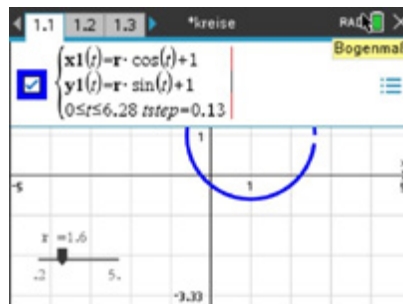 1.1 1.2 1.3 *kreise RAD
Bogenmaß
x1(t)=r· cos(t)+1
y1(t)=r· sin(t)+1
0≤t≤6.28 tstep=0.13
1
-5 1
r =1.6
.2 5.
-3.33